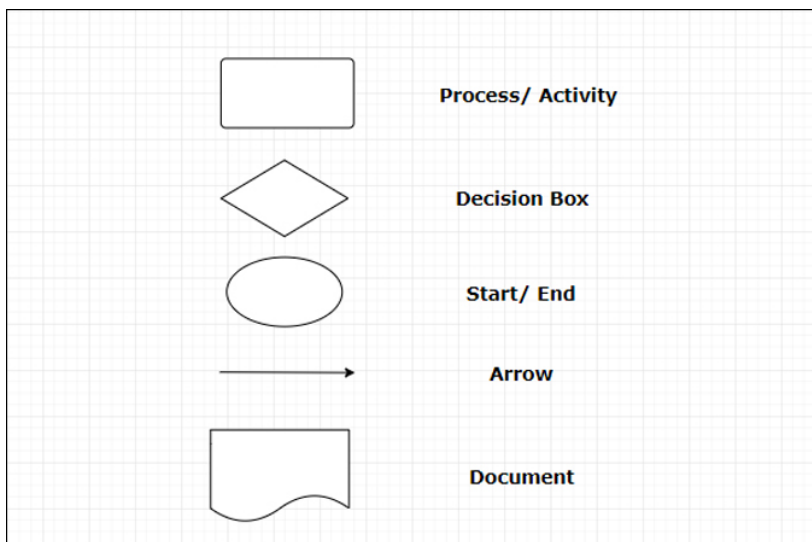 Process/ Activity
Decision Box
Start/ End
Arrow
Document